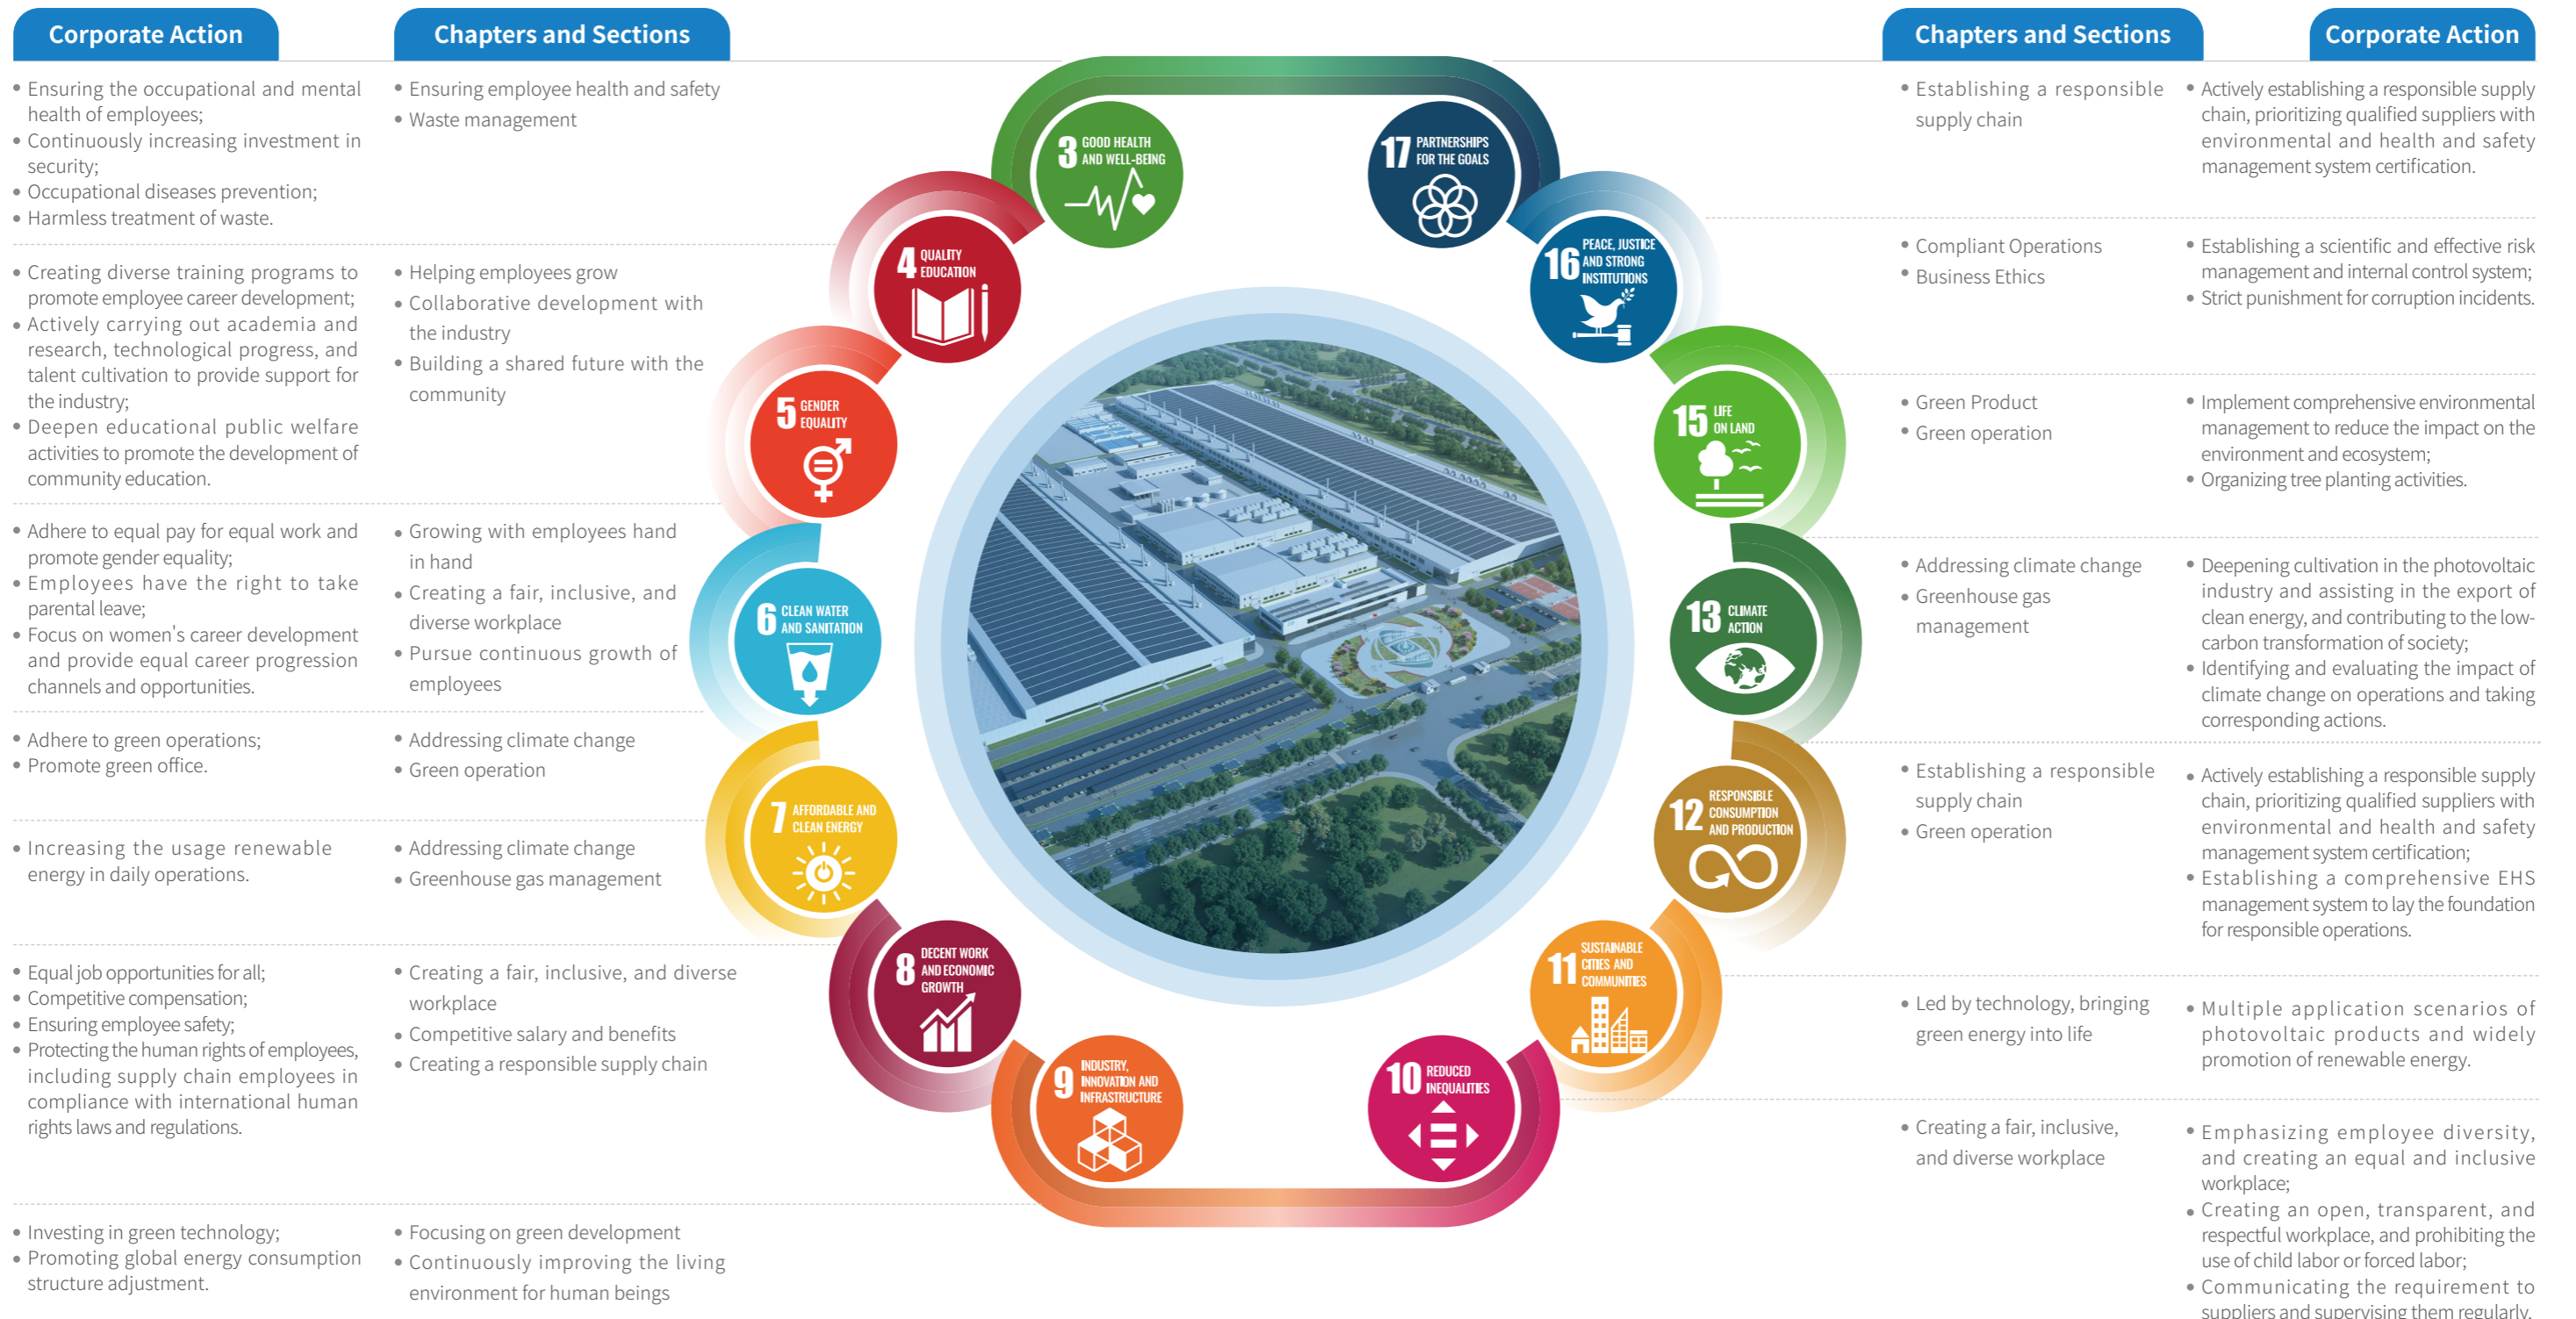 Corporate Action
Chapters and Sections
• Ensuring the occupational and mental
health of employees;
• Continuously increasing investment in
security;
• Occupational diseases prevention;
• Harmless treatment of waste.
• Ensuring employee health and safety
• Waste management
• Creating diverse training programs to
promote employee career development;
• Actively carrying out academia and
research, technological progress, and
talent cultivation to provide support for
the industry;
• Deepen educational public welfare
activities to promote the development of
community education.
• Helping employees grow
• Collaborative development with
the industry
• Building a shared future with the
community
• Adhere to equal pay for equal work and
promote gender equality;
• Employees have the right to take
parental leave;
• Focus on women's career development
and provide equal career progression
channels and opportunities.
• Growing with employees hand
in hand
• Creating a fair, inclusive, and
diverse workplace
• Pursue continuous growth of
employees
• Adhere to green operations;
• Promote green office.
• Addressing climate change
• Green operation
• Increasing the usage renewable
energy in daily operations.
• Addressing climate change
• Greenhouse gas management
• Equal job opportunities for all;
• Competitive compensation;
• Ensuring employee safety;
• Protecting the human rights of employees,
including supply chain employees in
compliance with international human
rights laws and regulations.
• Creating a fair, inclusive, and diverse
workplace
• Competitive salary and benefits
• Creating a responsible supply chain
• Investing in green technology;
• Promoting global energy consumption
structure adjustment.
• Focusing on green development
• Continuously improving the living
environment for human beings
3 GOOD HEALTH
AND WELL-BEING
4 QUALITY
EDUCATION
5 GENDER
EQUALITY
6 CLEAN WATER
AND SANITATION
7 AFFORDABLE AND
CLEAN ENERGY
8 DECENT WORK
AND ECONOMIC
GROWTH
9 INDUSTRY,
INNOVATION AND
INFRASTRUCTURE
17 PARTNERSHIPS
FOR THE GOALS
16 PEACE, JUSTICE
AND STRONG
INSTITUTIONS
15 LIFE
ON LAND
13 CLIMATE
ACTION
12 RESPONSIBLE
CONSUMPTION
AND PRODUCTION
11 SUSTAINABLE
CITIES AND
COMMUNITIES
10 REDUCED
INEQUALITIES
Chapters and Sections
Corporate Action
• Establishing a responsible
supply chain
• Actively establishing a responsible supply
chain, prioritizing qualified suppliers with
environmental and health and safety
management system certification.
• Compliant Operations
• Business Ethics
• Establishing a scientific and effective risk
management and internal control system;
• Strict punishment for corruption incidents.
• Green Product
• Green operation
• Implement comprehensive environmental
management to reduce the impact on the
environment and ecosystem;
• Organizing tree planting activities.
• Addressing climate change
• Greenhouse gas
management
• Deepening cultivation in the photovoltaic
industry and assisting in the export of
clean energy, and contributing to the low-
carbon transformation of society;
• Identifying and evaluating the impact of
climate change on operations and taking
corresponding actions.
• Establishing a responsible
supply chain
• Green operation
• Actively establishing a responsible supply
chain, prioritizing qualified suppliers with
environmental and health and safety
management system certification;
• Establishing a comprehensive EHS
management system to lay the foundation
for responsible operations.
• Led by technology, bringing
green energy into life
• Multiple application scenarios of
photovoltaic products and widely
promotion of renewable energy.
• Creating a fair, inclusive,
and diverse workplace
• Emphasizing employee diversity,
and creating an equal and inclusive
workplace;
• Creating an open, transparent, and
respectful workplace, and prohibiting the
use of child labor or forced labor;
• Communicating the requirement to
suppliers and supervising them regularly.